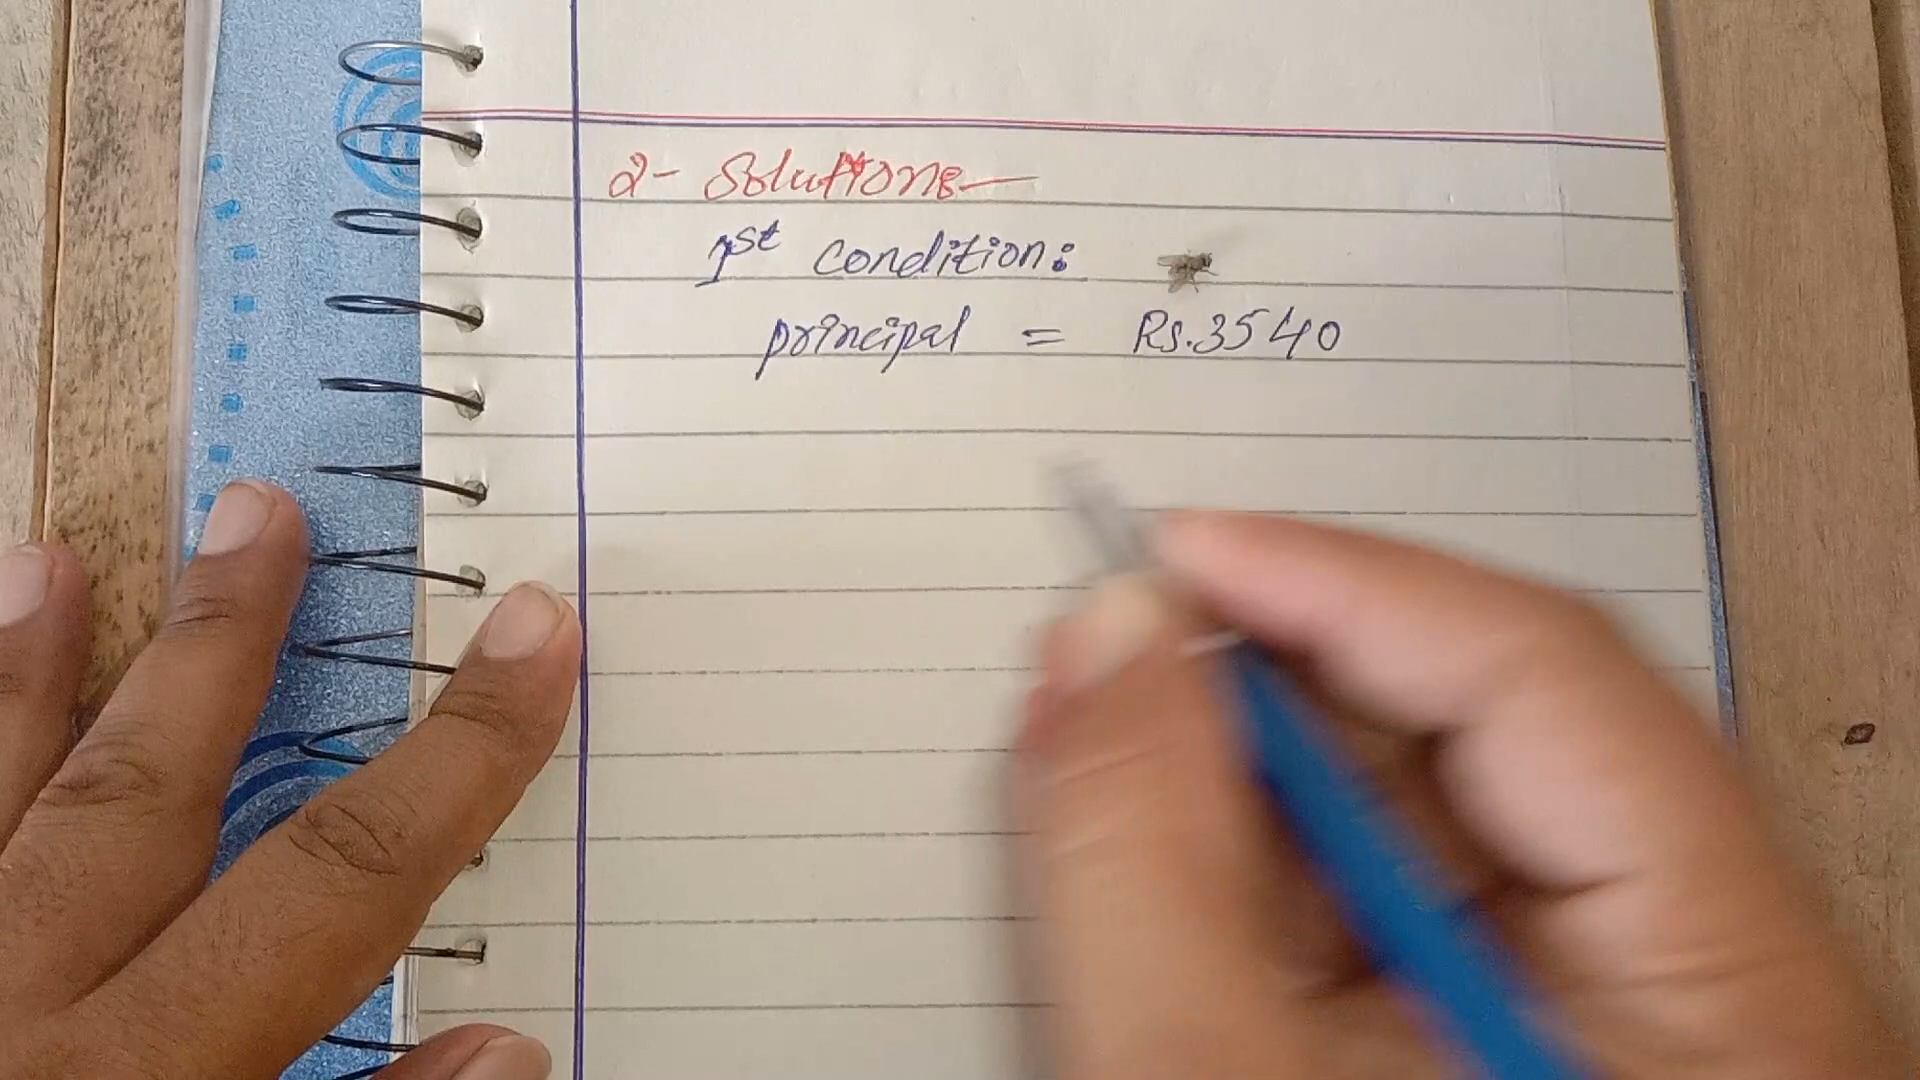 2- Solutions—
1st condition:
principal = Rs.3540